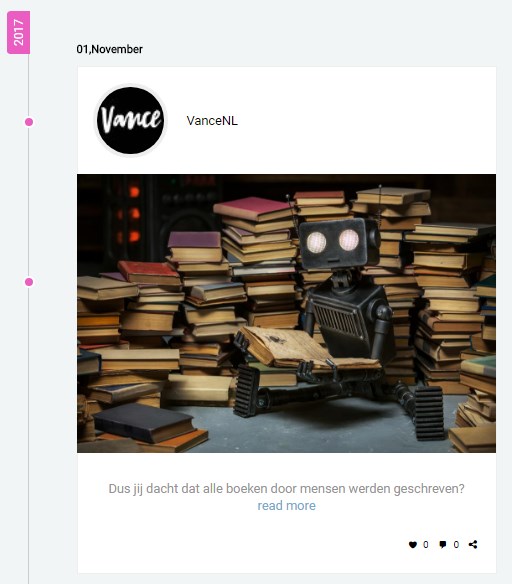 2017
01,November
Vance
VanceNL
Dus jij dacht dat alle boeken door mensen werden geschreven?
read more
0 0